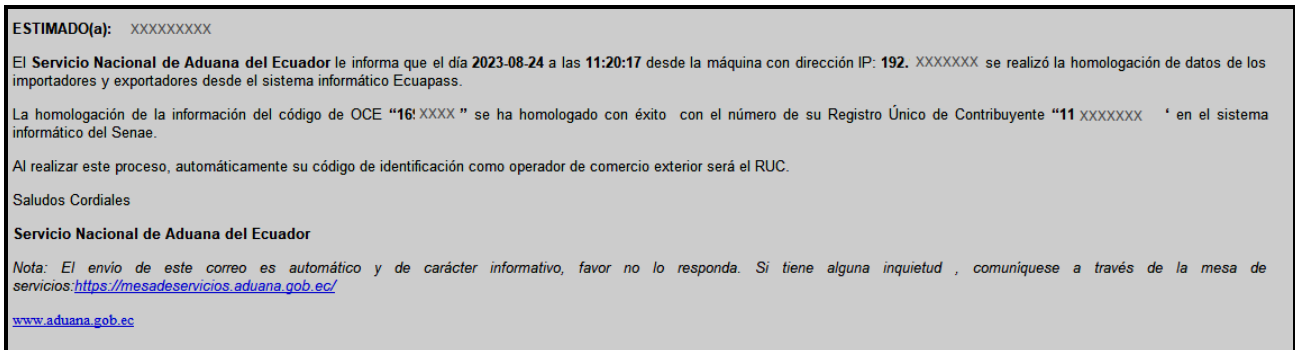 ESTIMADO(a): XXXXXXXXX
El Servicio Nacional de Aduana del Ecuador le informa que el día 2023-08-24 a las 11:20:17 desde la máquina con dirección IP: 192. XXXXXXX se realizó la homologación de datos de los
importadores y exportadores desde el sistema informático Ecuapass.
La homologación de la información del código de OCE “16! XXXX ” se ha homologado con éxito con el número de su Registro Único de Contribuyente “11 XXXXXXX ‘ en el sistema
informático del Senae.
Al realizar este proceso, automáticamente su código de identificación como operador de comercio exterior será el RUC.
Saludos Cordiales
Servicio Nacional de Aduana del Ecuador
Nota: El envío de este correo es automático y de carácter informativo, favor no lo responda. Si tiene alguna inquietud , comuníquese a través de la mesa de
servicios:https://mesadeservicios.aduana.gob.ec/
www.aduana.gob.ec